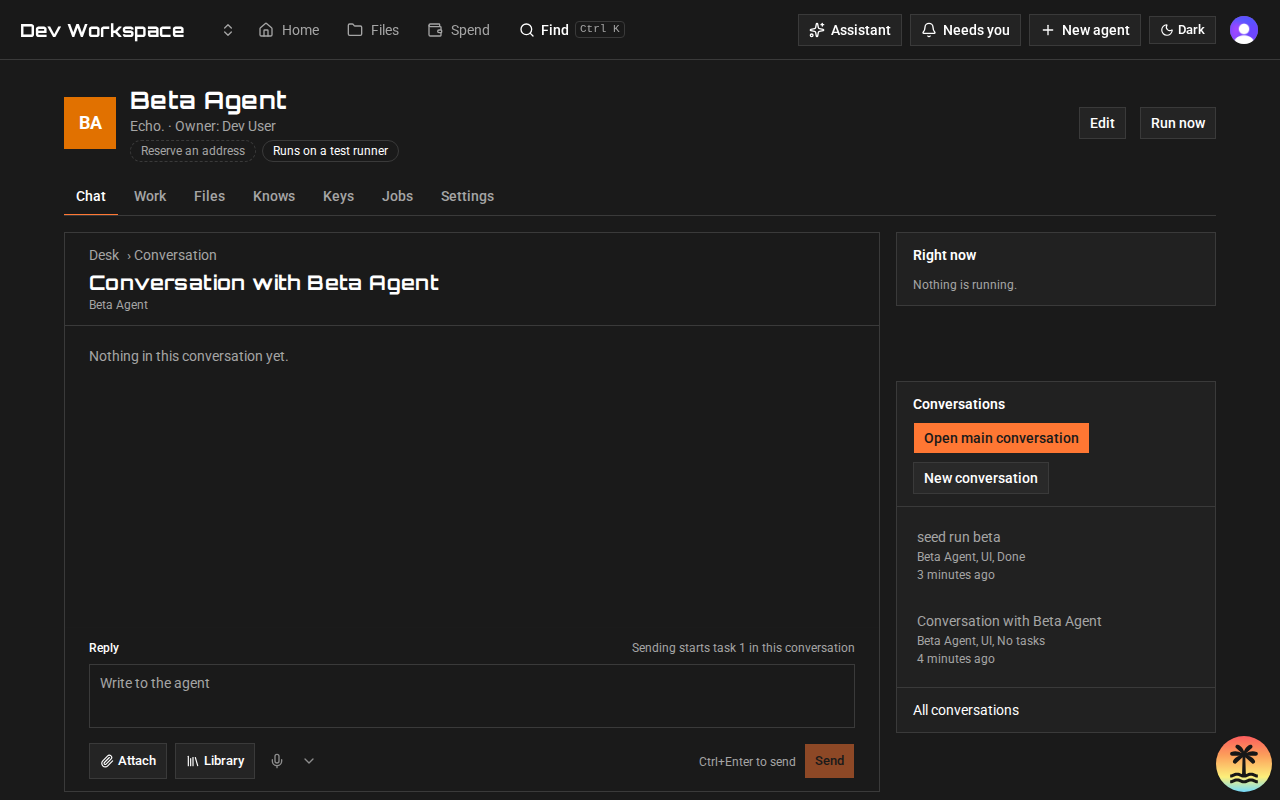 Dev Workspace
Home
Files
Spend
Find Ctrl K
Assistant
Needs you
New agent
Dark
BA
Beta Agent
Echo. · Owner: Dev User
Reserve an address
Runs on a test runner
Edit
Run now
Chat
Work
Files
Knows
Keys
Jobs
Settings
Desk › Conversation
Conversation with Beta Agent
Beta Agent
Nothing in this conversation yet.
Reply
Sending starts task 1 in this conversation
Write to the agent
Attach
Library
Ctrl+Enter to send
Send
Right now
Nothing is running.
Conversations
Open main conversation
New conversation
seed run beta
Beta Agent, UI, Done
3 minutes ago
Conversation with Beta Agent
Beta Agent, UI, No tasks
4 minutes ago
All conversations